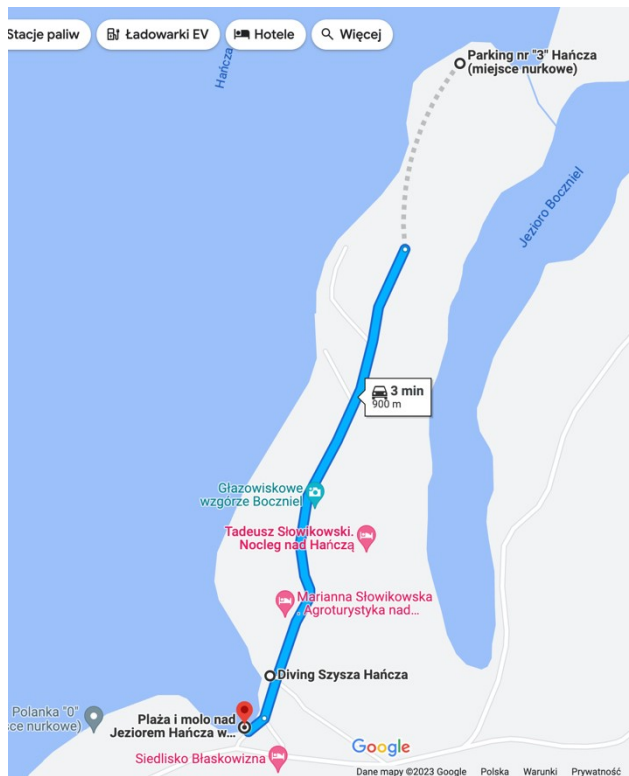 Stacje paliw
Ładowarki EV
Hotele
Więcej
Hańcza
Parking nr "3" Hańcza
(miejsce nurkowe)
Jezioro Boczniel
3 min
900 m
Głazowiskowe
wzgórze Boczniel
Tadeusz Słowikowski.
Nocleg nad Hańczą
Marianna Słowikowska
Agroturystyka nad...
Diving Szysza Hańcza
Polanka "0"
sce nurkowe)
Plaża i molo nad
Jeziorem Hańcza w...
Siedlisko Błaskowizna
Google
Dane mapy ©2023 Google Polska Warunki Prywatność